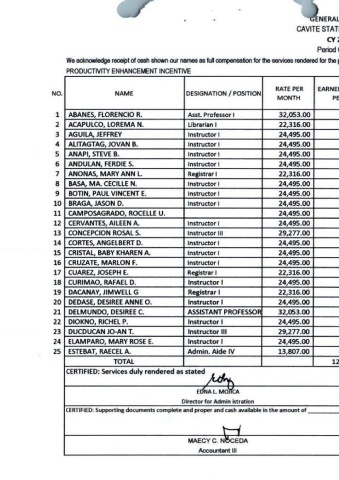 GENERAL
CAVITE STAT
CY 2
Period
We acknowledge receipt of cash shown our names as full compensation for the services rendered for the
PRODUCTIVITY ENHANCEMENT INCENTIVE
NO. NAME DESIGNATION / POSITION RATE PER MONTH EARNE PE
1 ABANES, FLORENCIO R. Asst. Professor I 32,053.00
2 ACAPULCO, LOREMA N. Librarian I 22,316.00
3 AGUILA, JEFFREY Instructor I 24,495.00
4 ALITAGTAG, JOVAN B. Instructor I 24,495.00
5 ANAPI, STEVE B. Instructor I 24,495.00
6 ANDULAN, FERDIE S. Instructor I 24,495.00
7 ANONAS, MARY ANN L. Registrar I 22,316.00
8 BASA, MA. CECILLE N. Instructor I 24,495.00
9 BOTIN, PAUL VINCENT E. Instructor I 24,495.00
10 BRAGA, JASON D. Instructor I 24,495.00
11 CAMPOSAGRADO, ROCELLE U. 24,495.00
12 CERVANTES, AILEEN A. Instructor I 24,495.00
13 CONCEPCION ROSAL S. Instructor III 29,277.00
14 CORTES, ANGELBERT D. Instructor I 24,495.00
15 CRISTAL, BABY KHAREN A. Instructor I 24,495.00
16 CRUZATE, MARLON F. Instructor I 24,495.00
17 CUAREZ, JOSEPH E. Registrar I 22,316.00
18 CURIMAO, RAFAEL D. Instructor I 24,495.00
19 DACANAY, JIMWELL G Registrar I 22,316.00
20 DEDASE, DESIREE ANNE O. Instructor I 24,495.00
21 DELMUNDO, DESIREE C. ASSISTANT PROFESSOR 32,053.00
22 DIOKNO, RICHEL P. Instructor I 24,495.00
23 DUCDUCAN JO-AN T. Instructor III 29,277.00
24 ELAMPARO, MARY ROSE E. Instructor I 24,495.00
25 ESTEBAT, RAECEL A. Admin. Aide IV 13,807.00
TOTAL 12
CERTIFIED: Services duly rendered as stated
EDNA L. MOJICA
Director for Admin istration
CERTIFIED: Supporting documents complete and proper and cash available in the amount of
MAECY C. NOCEDA
Accountant III